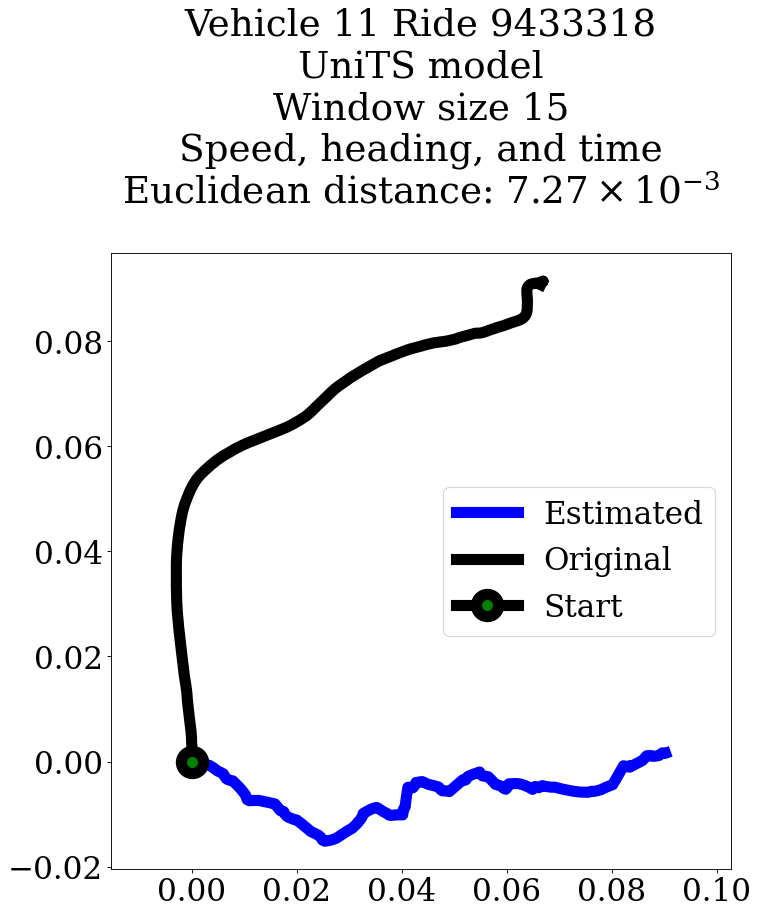 Vehicle 11 Ride 9433318
UniTS model
Window size 15
Speed, heading, and time
Euclidean distance: 7.27 × 10⁻³
0.08
0.06
0.04
0.02
0.00
−0.02
Estimated
Original
Start
0.00 0.02 0.04 0.06 0.08 0.10